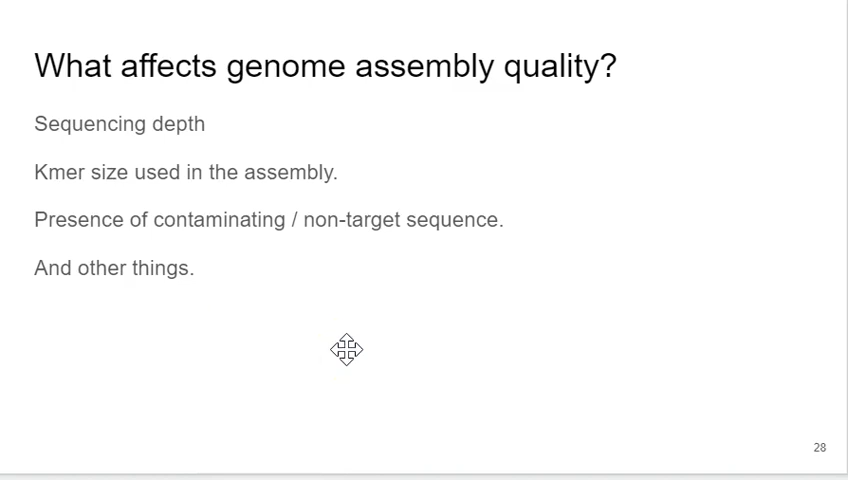 What affects genome assembly quality?
Sequencing depth
Kmer size used in the assembly.
Presence of contaminating / non-target sequence.
And other things.
28